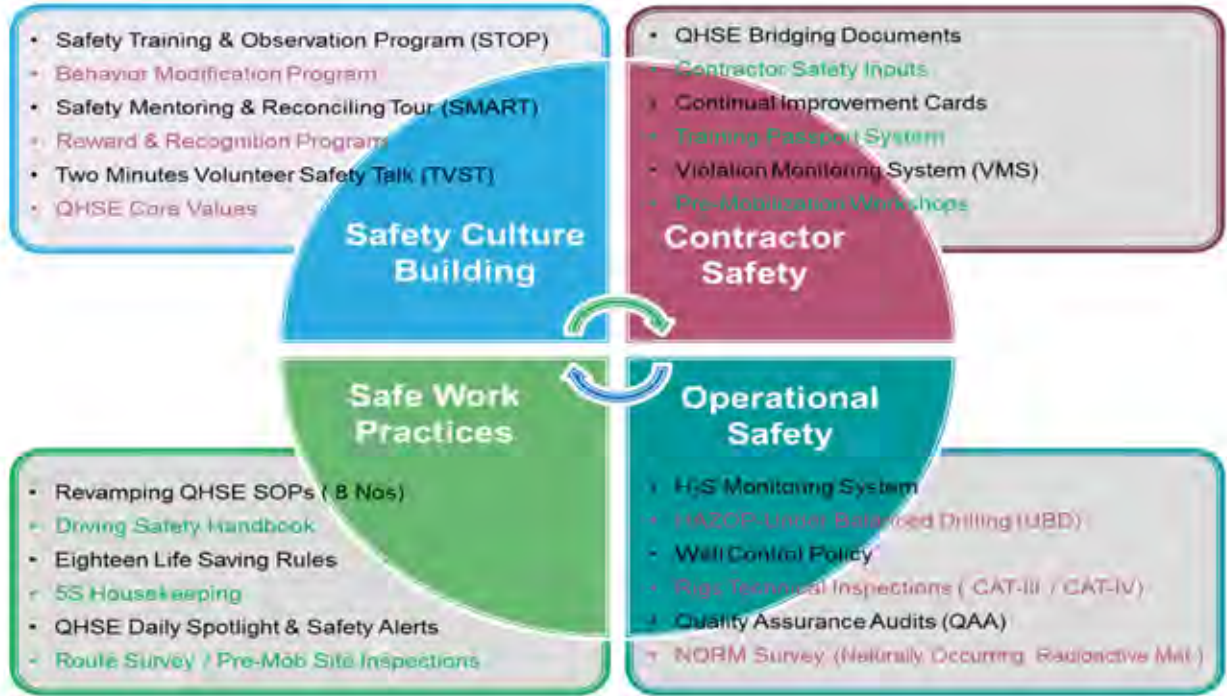 • Safety Training & Observation Program (STOP)
• Behavior Modification Program
• Safety Mentoring & Reconciling Tour (SMART)
• Reward & Recognition Program
• Two Minutes Volunteer Safety Talk (TVST)
• QHSE Core Values
Safety Culture
Building
• QHSE Bridging Documents
• Contractor Safety Inputs
• Continual Improvement Cards
• Training Passport System
• Violation Monitoring System (VMS)
• Pre-Mobilization Workshops
Contractor
Safety
Safe Work
Practices
• Revamping QHSE SOPs ( 8 Nos)
• Driving Safety Handbook
• Eighteen Life Saving Rules
• 5S Housekeeping
• QHSE Daily Spotlight & Safety Alerts
• Route Survey / Pre-Mob Site Inspections
Operational
Safety
• H₂S Monitoring System
• HAZOP-Under Balanced Drilling (UBD)
• Well Control Policy
• Rigs Technical Inspections ( CAT-III / CAT-IV)
• Quality Assurance Audits (QAA)
• NORM Survey (Naturally Occurring Radioactive Mat.)